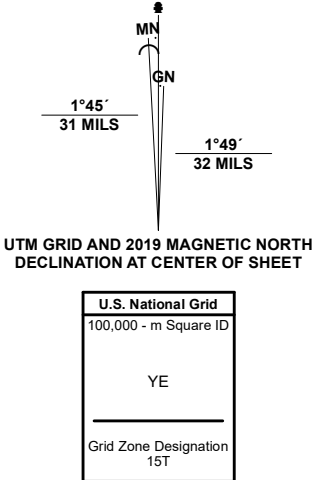 MN
GN
1°45´
31 MILS
1°49´
32 MILS
UTM GRID AND 2019 MAGNETIC NORTH
DECLINATION AT CENTER OF SHEET
U.S. National Grid
100,000 - m Square ID
YE
Grid Zone Designation
15T